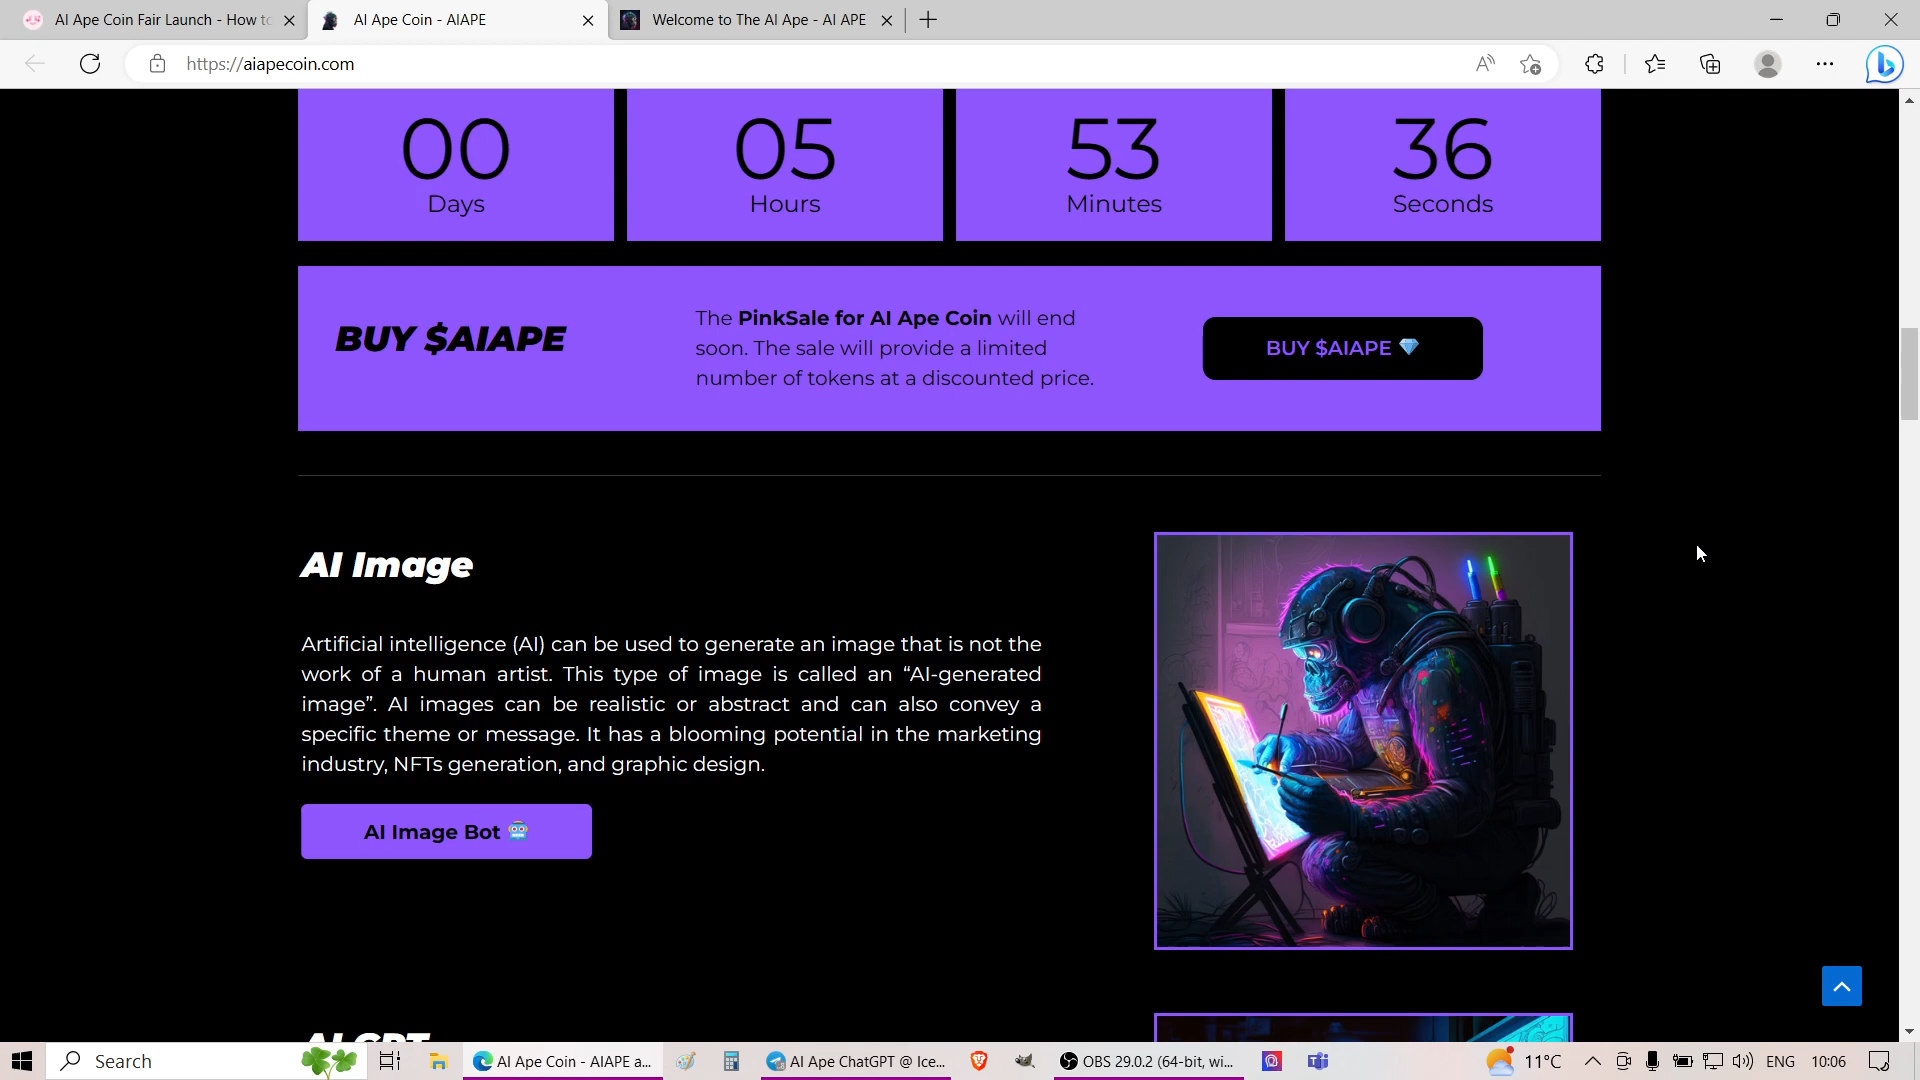 AI Ape Coin Fair Launch - How to
AI Ape Coin - AIAPE
Welcome to The AI Ape - AI APE
https://aiapecoin.com
00
Days
05
Hours
53
Minutes
36
Seconds
BUY $AIAPE
The PinkSale for AI Ape Coin will end
soon. The sale will provide a limited
number of tokens at a discounted price.
BUY $AIAPE 💎
AI Image
Artificial intelligence (AI) can be used to generate an image that is not the
work of a human artist. This type of image is called an “AI-generated
image”. AI images can be realistic or abstract and can also convey a
specific theme or message. It has a blooming potential in the marketing
industry, NFTs generation, and graphic design.
AI Image Bot 🤖
AI GPT
Search
AI Ape Coin - AIAPE a...
AI Ape ChatGPT @ Ice...
OBS 29.0.2 (64-bit, wi...
11°C
ENG
10:06